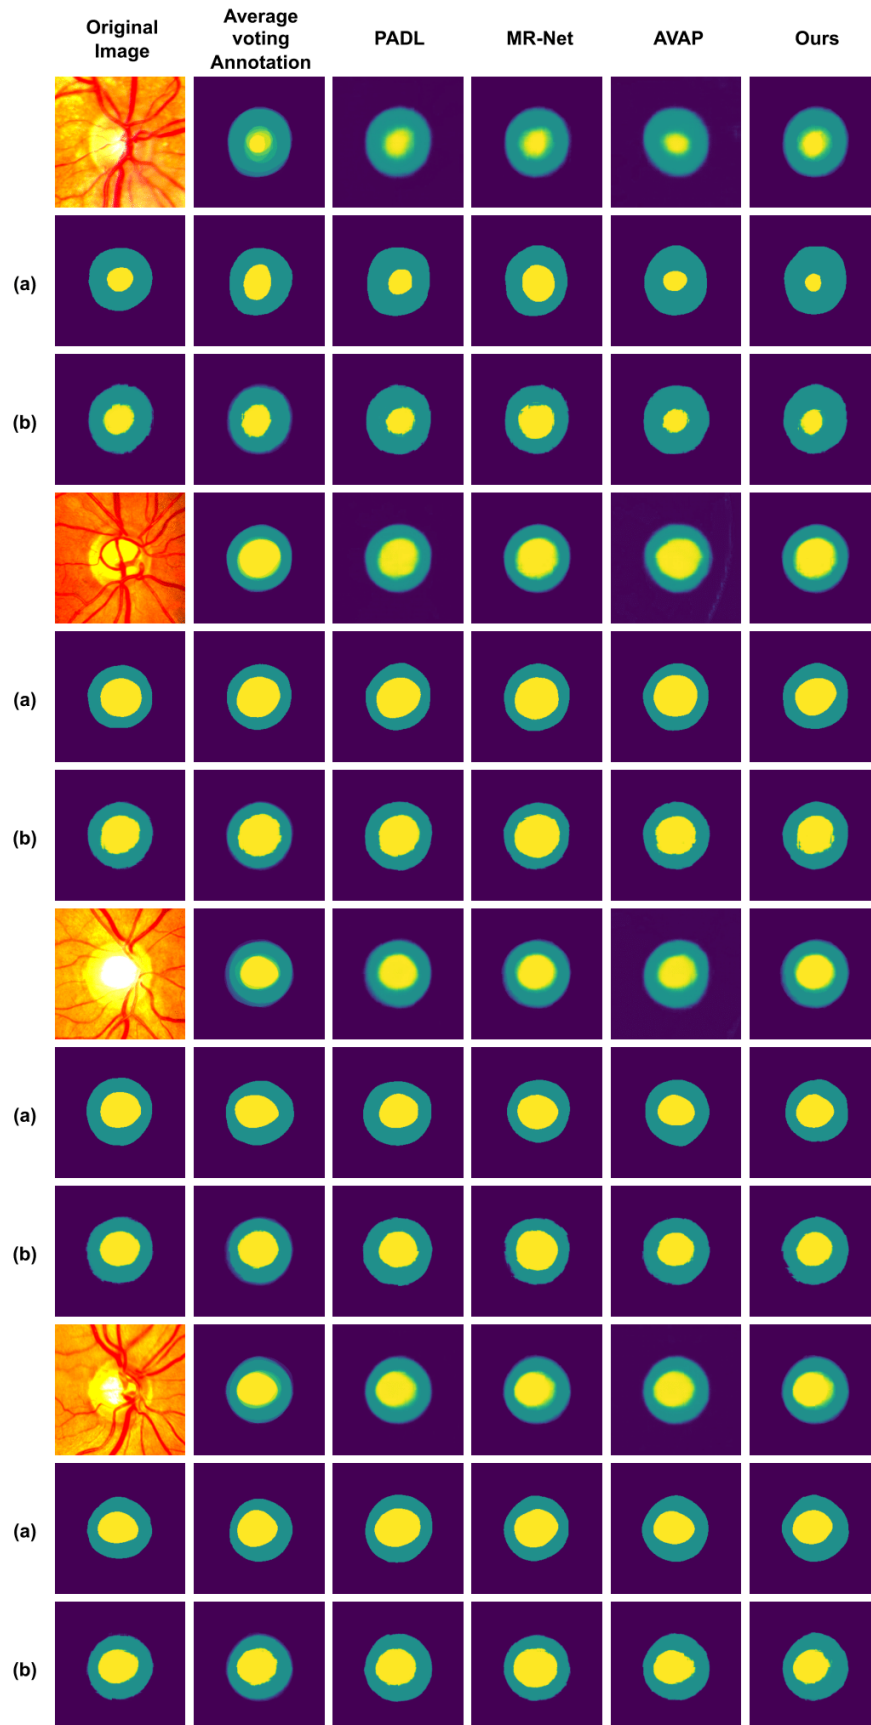 Original
Image
Average
voting
Annotation
PADL
MR-Net
AVAP
Ours
(a)
(b)
(a)
(b)
(a)
(b)
(a)
(b)